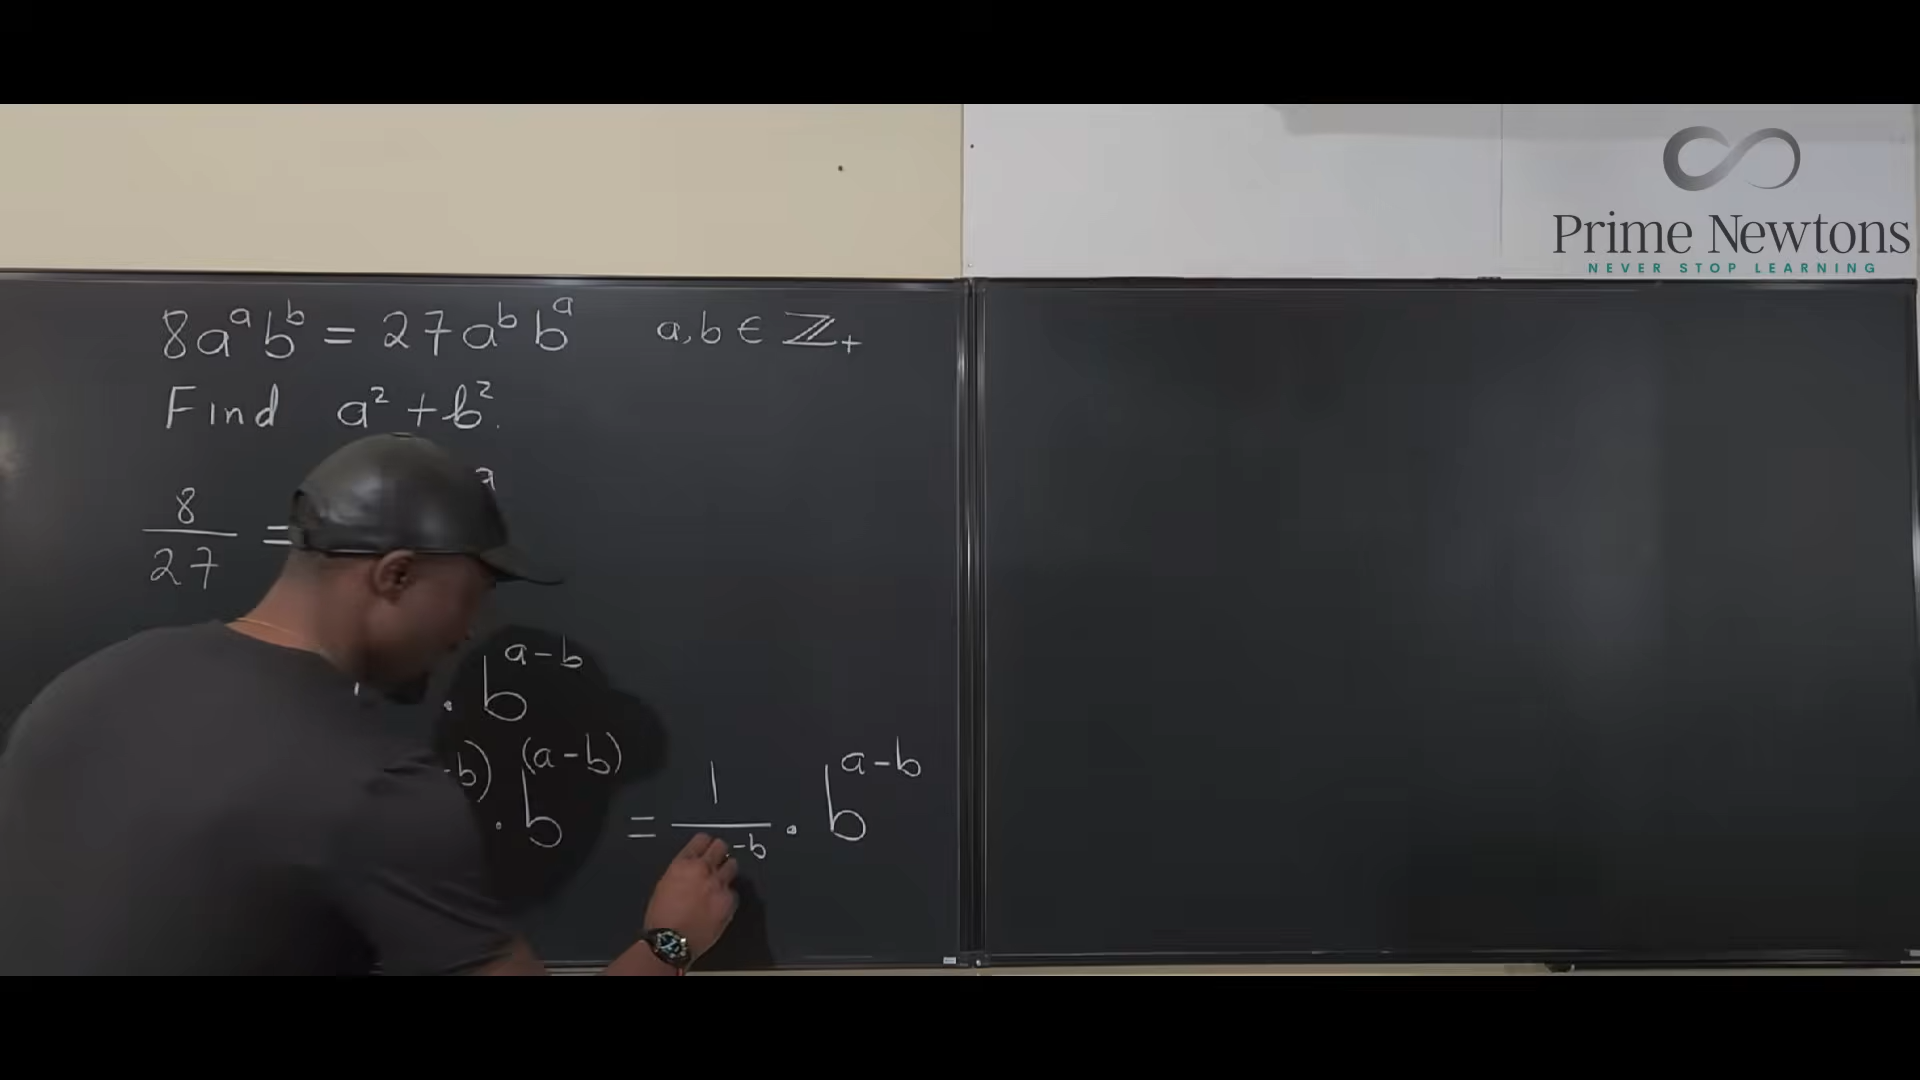 Prime Newtons
NEVER STOP LEARNING
8a^a b^b = 27a^b b^a   a, b ∈ ℤ₊
Find a² + b².
8/27 =
. b^(a-b)
-b) . b^(a-b) = 1/ -b . b^(a-b)